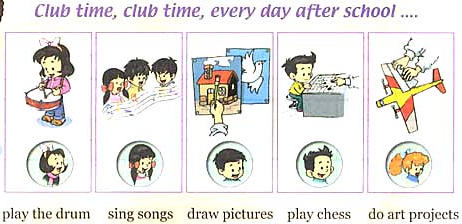 Club time, club time, every day after school ....
play the drum sing songs draw pictures play chess do art projects